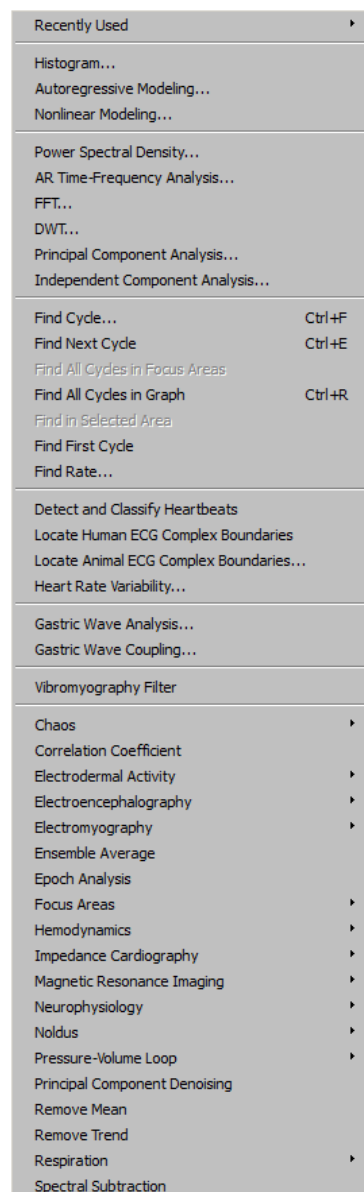 Recently Used
Histogram...
Autoregressive Modeling...
Nonlinear Modeling...
Power Spectral Density...
AR Time-Frequency Analysis...
FFT...
DWT...
Principal Component Analysis...
Independent Component Analysis...
Find Cycle... Ctrl+F
Find Next Cycle Ctrl+E
Find All Cycles in Focus Areas
Find All Cycles in Graph Ctrl+R
Find in Selected Area
Find First Cycle
Find Rate...
Detect and Classify Heartbeats
Locate Human ECG Complex Boundaries
Locate Animal ECG Complex Boundaries...
Heart Rate Variability...
Gastric Wave Analysis...
Gastric Wave Coupling...
Vibromyography Filter
Chaos
Correlation Coefficient
Electrodermal Activity
Electroencephalography
Electromyography
Ensemble Average
Epoch Analysis
Focus Areas
Hemodynamics
Impedance Cardiography
Magnetic Resonance Imaging
Neurophysiology
Noldus
Pressure-Volume Loop
Principal Component Denoising
Remove Mean
Remove Trend
Respiration
Spectral Subtraction